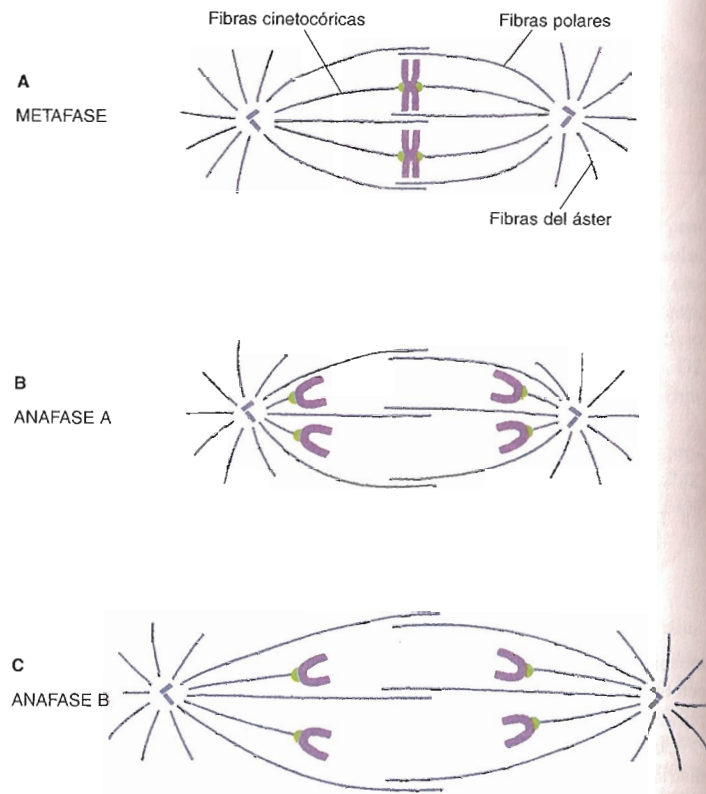 Fibras cinetocóricas
Fibras polares
A
METAFASE
Fibras del áster
B
ANAFASE A
C
ANAFASE B